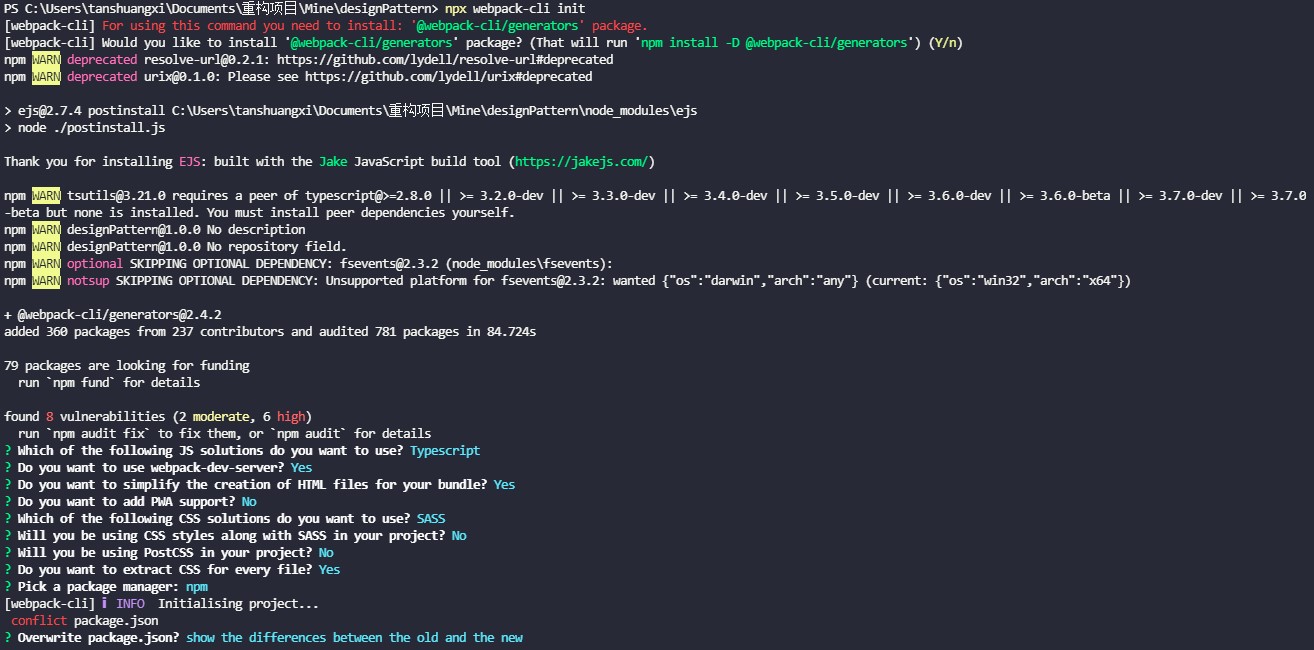 PS C:\Users\tanshuangxi\Documents\重构项目\Mine\designPattern> npx webpack-cli init
[webpack-cli] For using this command you need to install: '@webpack-cli/generators' package.
[webpack-cli] Would you like to install '@webpack-cli/generators' package? (That will run 'npm install -D @webpack-cli/generators') (Y/n)
npm WARN deprecated resolve-url@0.2.1: https://github.com/lydell/resolve-url#deprecated
npm WARN deprecated urix@0.1.0: Please see https://github.com/lydell/urix#deprecated
> ejs@2.7.4 postinstall C:\Users\tanshuangxi\Documents\重构项目\Mine\designPattern\node_modules\ejs
> node ./postinstall.js
Thank you for installing EJS: built with the Jake JavaScript build tool (https://jakejs.com/)
npm WARN tsutils@3.21.0 requires a peer of typescript@>=2.8.0 || >= 3.2.0-dev || >= 3.3.0-dev || >= 3.4.0-dev || >= 3.5.0-dev || >= 3.6.0-dev || >= 3.6.0-beta || >= 3.7.0-dev || >= 3.7.0
-beta but none is installed. You must install peer dependencies yourself.
npm WARN designPattern@1.0.0 No description
npm WARN designPattern@1.0.0 No repository field.
npm WARN optional SKIPPING OPTIONAL DEPENDENCY: fsevents@2.3.2 (node_modules\fsevents):
npm WARN notsup SKIPPING OPTIONAL DEPENDENCY: Unsupported platform for fsevents@2.3.2: wanted {"os":"darwin","arch":"any"} (current: {"os":"win32","arch":"x64"})
+ @webpack-cli/generators@2.4.2
added 360 packages from 237 contributors and audited 781 packages in 84.724s
79 packages are looking for funding
run `npm fund` for details
found 8 vulnerabilities (2 moderate, 6 high)
run `npm audit fix` to fix them, or `npm audit` for details
? Which of the following JS solutions do you want to use? Typescript
? Do you want to use webpack-dev-server? Yes
? Do you want to simplify the creation of HTML files for your bundle? Yes
? Do you want to add PWA support? No
? Which of the following CSS solutions do you want to use? SASS
? Will you be using CSS styles along with SASS in your project? No
? Will you be using PostCSS in your project? No
? Do you want to extract CSS for every file? Yes
? Pick a package manager: npm
[webpack-cli] ℹ INFO Initialising project...
conflict package.json
? Overwrite package.json? show the differences between the old and the new